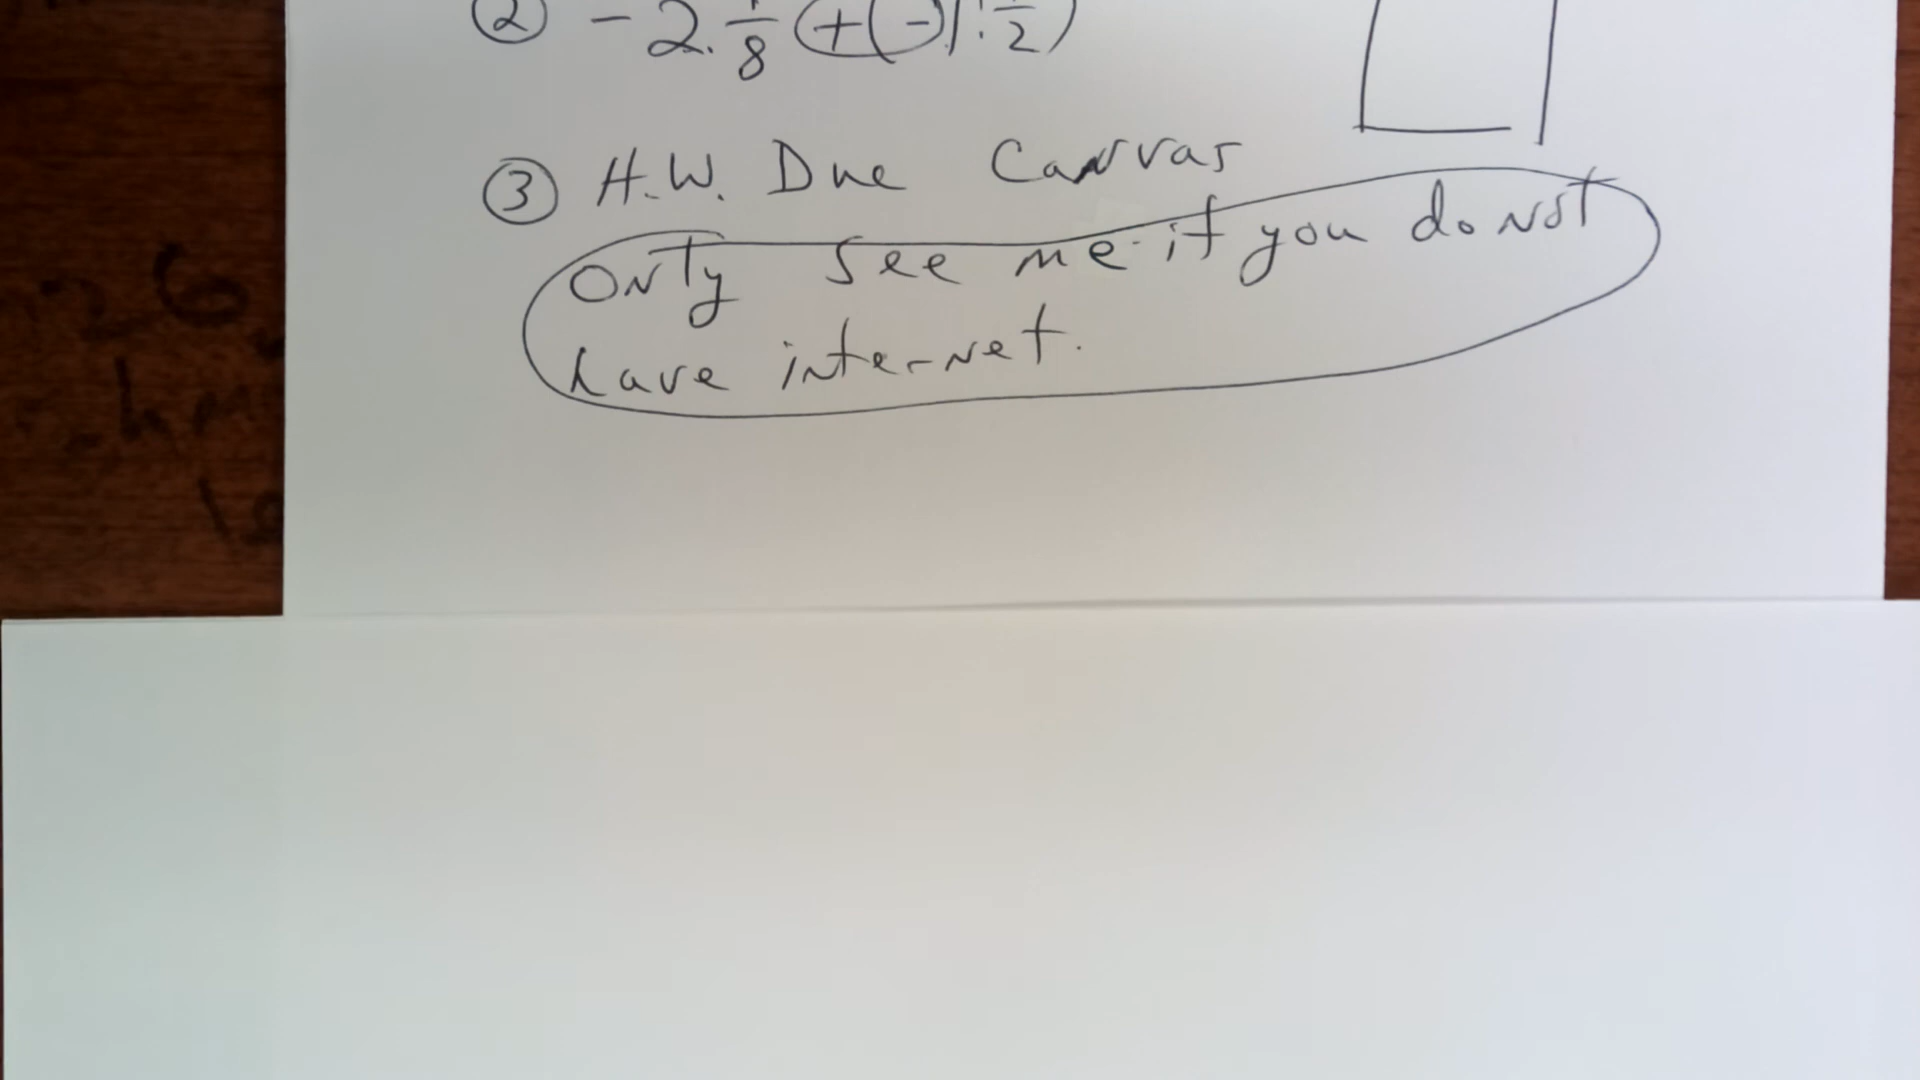 ② -2. 1/8 + (-1. 1/2)
③ H.W. Due Canvas
Only See me if you do not
have internet.